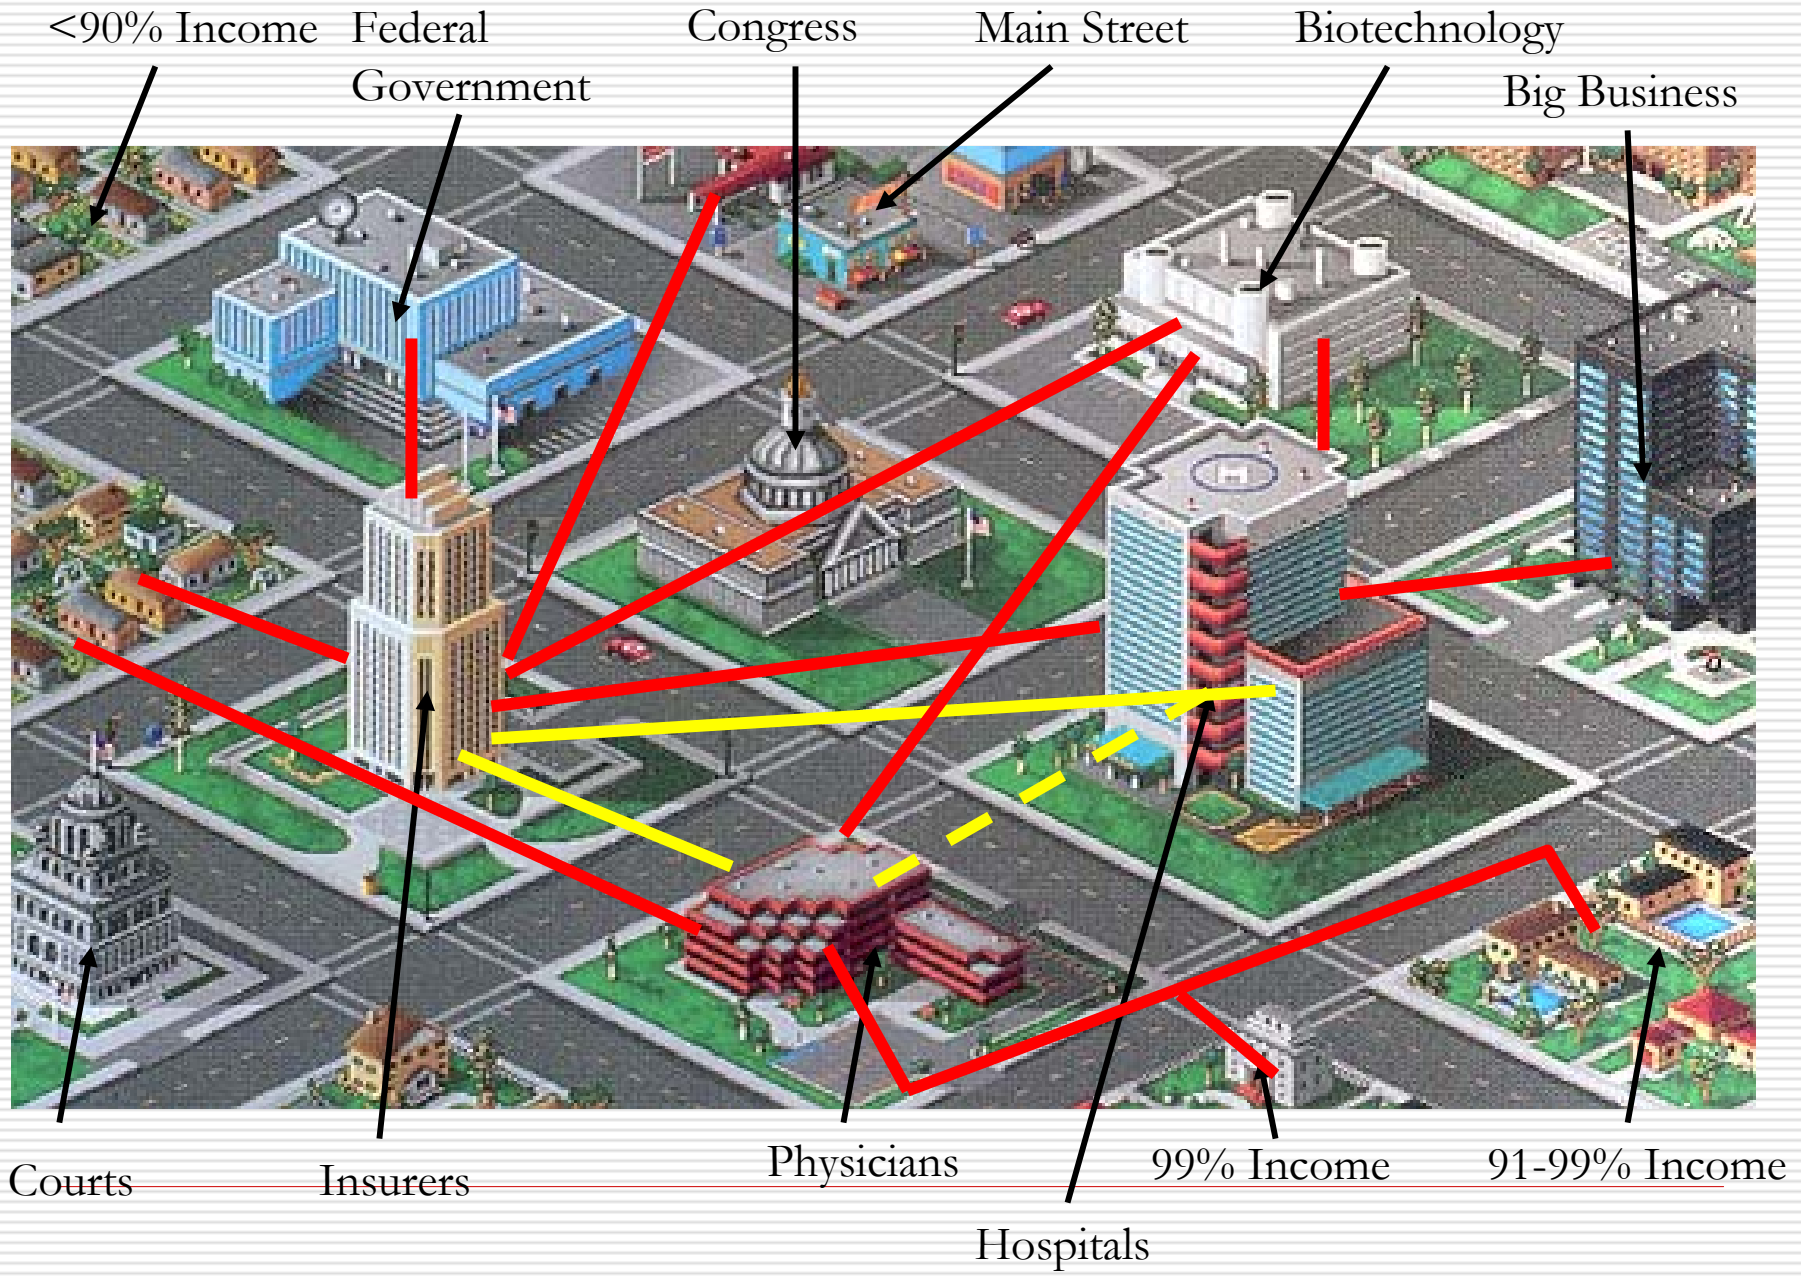 <90% Income
Federal
Government
Congress
Main Street
Biotechnology
Big Business
Courts
Insurers
Physicians
Hospitals
99% Income
91-99% Income
H